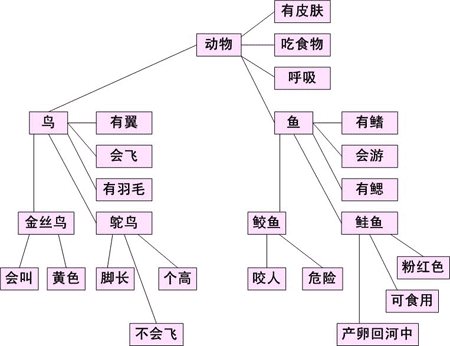 有皮肤
动物
吃食物
呼吸
鸟
有翼
鱼
有鳍
会飞
会游
有羽毛
有鳃
金丝鸟
鸵鸟
鲛鱼
鲑鱼
会叫
黄色
脚长
个高
咬人
危险
粉红色
可食用
不会飞
产卵回河中